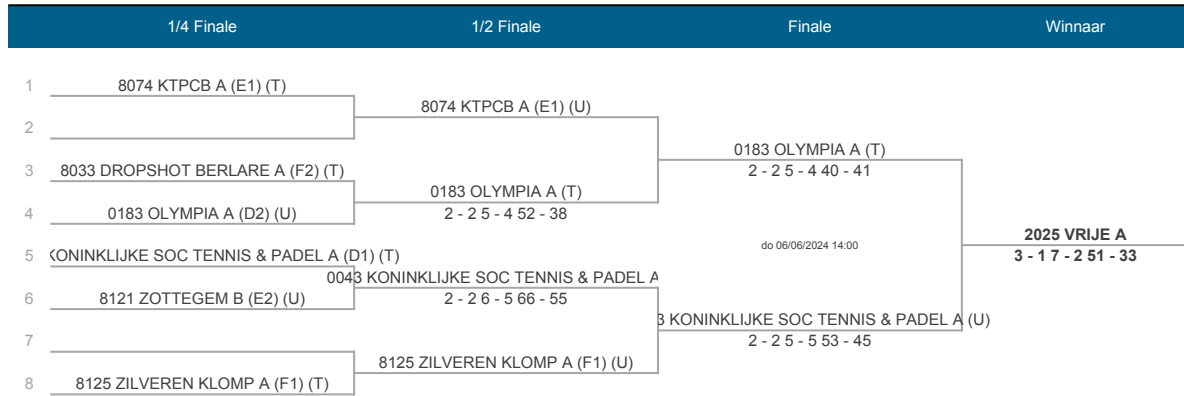 1/4 Finale 1/2 Finale Finale Winnaar
1 8074 KTPCB A (E1) (T)
8074 KTPCB A (E1) (U)
2
0183 OLYMPIA A (T)
3 8033 DROPSHOT BERLARE A (F2) (T)
2 - 2 5 - 4 40 - 41
0183 OLYMPIA A (T)
4 0183 OLYMPIA A (D2) (U)
2 - 2 5 - 4 52 - 38
2025 VRIJE A
do 06/06/2024 14:00
5 KONINKLIJKE SOC TENNIS & PADEL A (D1) (T)
3 - 1 7 - 2 51 - 33
0043 KONINKLIJKE SOC TENNIS & PADEL A
6 8121 ZOTTEGEM B (E2) (U)
2 - 2 6 - 5 66 - 55
3 KONINKLIJKE SOC TENNIS & PADEL A (U)
7
2 - 2 5 - 5 53 - 45
8125 ZILVEREN KLOMP A (F1) (U)
8 8125 ZILVEREN KLOMP A (F1) (T)